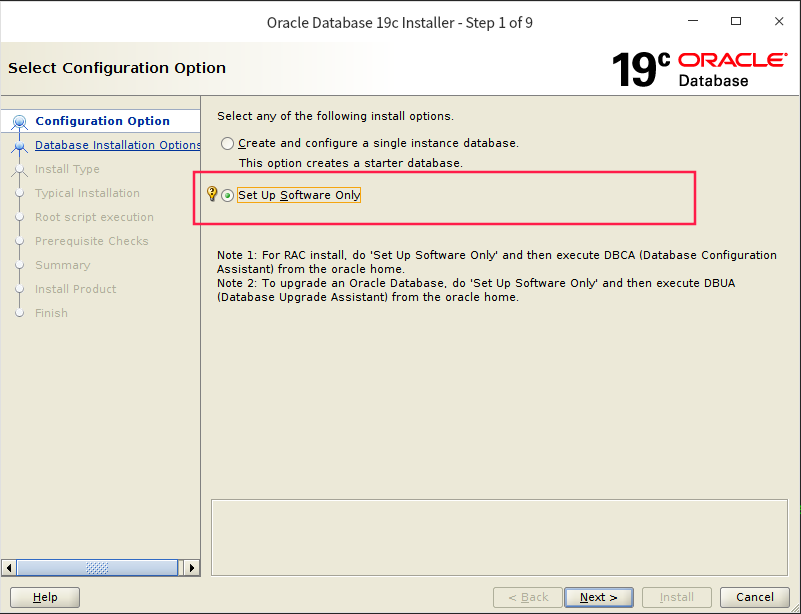 Oracle Database 19c Installer - Step 1 of 9
Select Configuration Option
19c ORACLE
Database
Configuration Option
Database Installation Options
Install Type
Typical Installation
Root script execution
Prerequisite Checks
Summary
Install Product
Finish
Select any of the following install options.
Create and configure a single instance database.
This option creates a starter database.
Set Up Software Only
Note 1: For RAC install, do 'Set Up Software Only' and then execute DBCA (Database Configuration
Assistant) from the oracle home.
Note 2: To upgrade an Oracle Database, do 'Set Up Software Only' and then execute DBUA
(Database Upgrade Assistant) from the oracle home.
Help
< Back
Next >
Install
Cancel